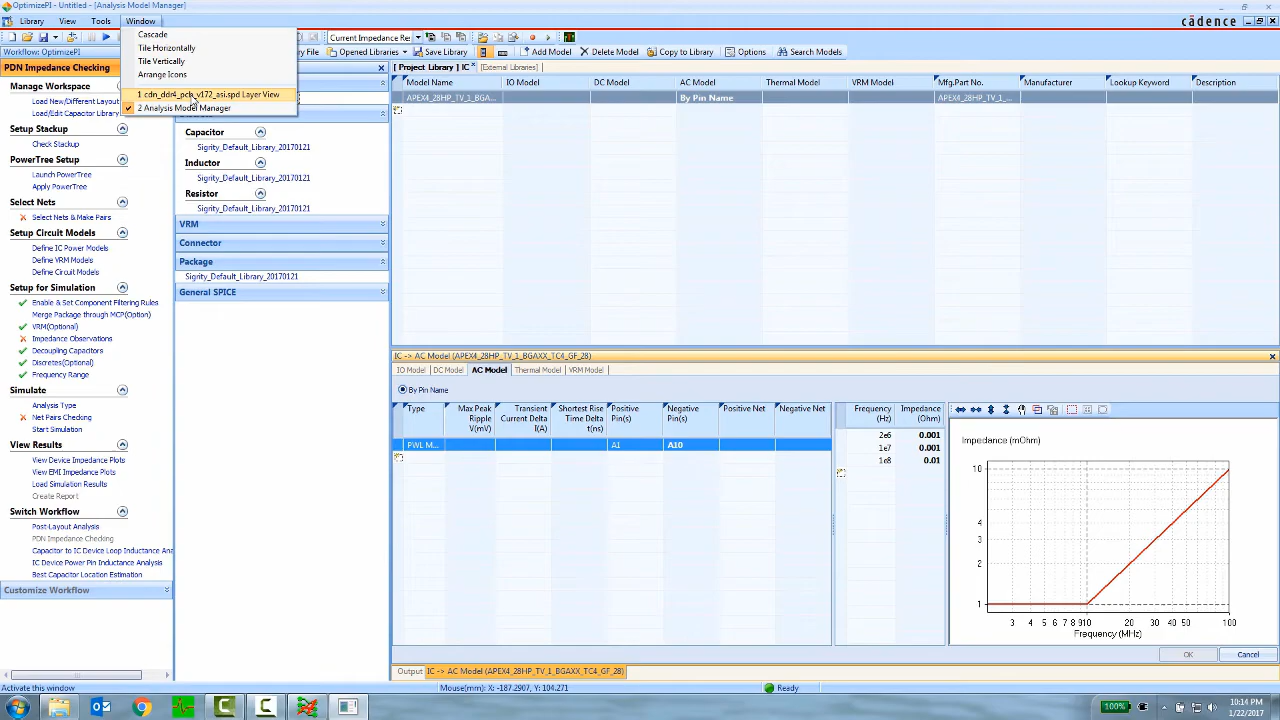 OptimizePI - Untitled - [Analysis Model Manager]
Library View Tools Window
cādence
Workflow: OptimizePI
PDN Impedance Checking
Manage Workspace
Load New/Different Layout
Load/Edit Capacitor Library
Setup Stackup
Check Stackup
PowerTree Setup
Launch PowerTree
Apply PowerTree
Select Nets
Select Nets & Make Pairs
Setup Circuit Models
Define IC Power Models
Define VRM Models
Define Circuit Models
Setup for Simulation
Enable & Set Component Filtering Rules
Merge Package through MCP(Option)
VRM(Optional)
Impedance Observations
Decoupling Capacitors
Discretes(Optional)
Frequency Range
Simulate
Analysis Type
Net Pairs Checking
Start Simulation
View Results
View Device Impedance Plots
View EMI Impedance Plots
Load Simulation Results
Create Report
Switch Workflow
Post-Layout Analysis
PDN Impedance Checking
Capacitor to IC Device Loop Inductance Ana
IC Device Power Pin Inductance Analysis
Best Capacitor Location Estimation
Customize Workflow
Cascade
Tile Horizontally
Tile Vertically
Arrange Icons
1 cdn_ddr4_pcb_v172_asi.spd Layer View
2 Analysis Model Manager
Capacitor
Sigrity_Default_Library_20170121
Inductor
Sigrity_Default_Library_20170121
Resistor
Sigrity_Default_Library_20170121
VRM
Connector
Package
Sigrity_Default_Library_20170121
General SPICE
Current Impedance Re
Opened Libraries Save Library Add Model Delete Model Copy to Library Options Search Models
[Project Library] IC [External Libraries]
Model Name IO Model DC Model AC Model Thermal Model VRM Model Mfg.Part No. Manufacturer Lookup Keyword Description
APEX4_28HP_TV_1_BGA... By Pin Name APEX4_28HP_TV_1_...
IC -> AC Model (APEX4_28HP_TV_1_BGAXX_TC4_GF_28)
IO Model DC Model AC Model Thermal Model VRM Model
By Pin Name
Type Max Peak Ripple V(mV) Transient Current Delta I(A) Shortest Rise Time Delta t(ns) Positive Pin(s) Negative Pin(s) Positive Net Negative Net
PWL M... A1 A10
Frequency (Hz) Impedance (Ohm)
2e6 0.001
1e7 0.001
1e8 0.01
Impedance (mOhm)
10
4
3
2
1
3 4 5 6 7 8 910 20 30 40 50 100
Frequency (MHz)
OK Cancel
Output IC -> AC Model (APEX4_28HP_TV_1_BGAXX_TC4_GF_28)
Activate this window Mouse(mm): X: -187.2907, Y: 104.271 Ready
100% 10:14 PM
1/22/2017